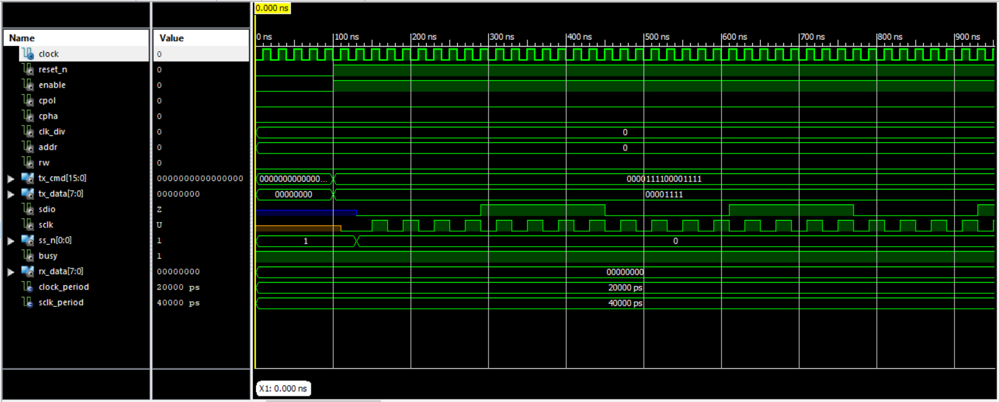 0.000 ns
Name Value 0 ns 100 ns 200 ns 300 ns 400 ns 500 ns 600 ns 700 ns 800 ns 900 ns
clock 0
reset_n 0
enable 0
cpol 0
cpha 0
clk_div 0 0
addr 0 0
rw 0
tx_cmd[15:0] 0000000000000000 0000000000000... 0000111100001111
tx_data[7:0] 00000000 00000000 00001111
sdio Z
sclk U
ss_n[0:0] 1 1 0
busy 1
rx_data[7:0] 00000000 00000000
clock_period 20000 ps 20000 ps
sclk_period 40000 ps 40000 ps
X1: 0.000 ns